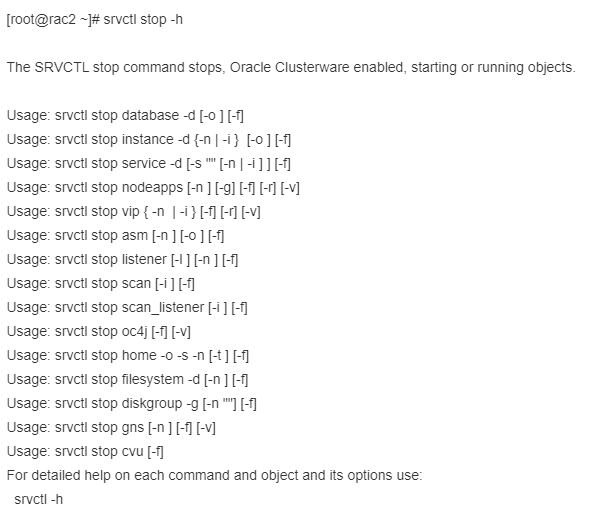 [root@rac2 ~]# srvctl stop -h
The SRVCTL stop command stops, Oracle Clusterware enabled, starting or running objects.
Usage: srvctl stop database -d [-o ] [-f]
Usage: srvctl stop instance -d {-n | -i }  [-o ] [-f]
Usage: srvctl stop service -d [-s "" [-n | -i ] ] [-f]
Usage: srvctl stop nodeapps [-n ] [-g] [-f] [-r] [-v]
Usage: srvctl stop vip { -n  | -i } [-f] [-r] [-v]
Usage: srvctl stop asm [-n ] [-o ] [-f]
Usage: srvctl stop listener [-l ] [-n ] [-f]
Usage: srvctl stop scan [-i ] [-f]
Usage: srvctl stop scan_listener [-i ] [-f]
Usage: srvctl stop oc4j [-f] [-v]
Usage: srvctl stop home -o -s -n [-t ] [-f]
Usage: srvctl stop filesystem -d [-n ] [-f]
Usage: srvctl stop diskgroup -g [-n ""] [-f]
Usage: srvctl stop gns [-n ] [-f] [-v]
Usage: srvctl stop cvu [-f]
For detailed help on each command and object and its options use:
srvctl -h